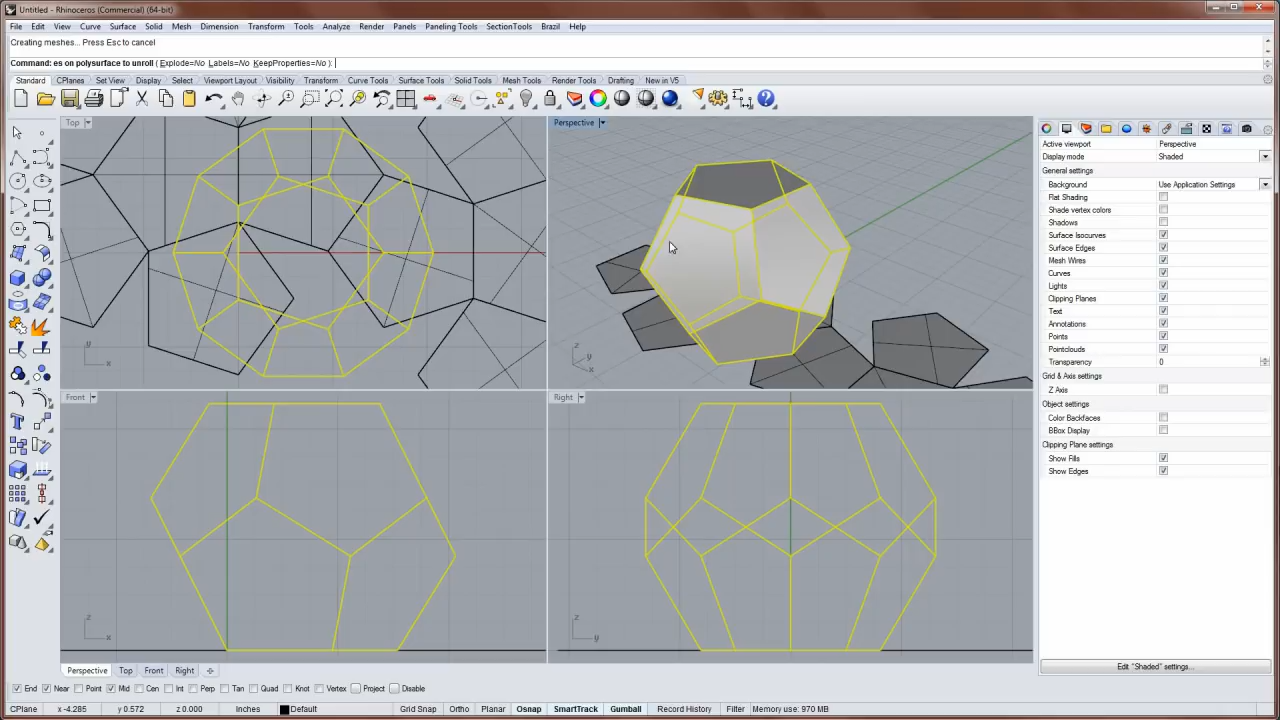 Untitled - Rhinoceros (Commercial) (64-bit)
File Edit View Curve Surface Solid Mesh Dimension Transform Tools Analyze Render Panels Paneling Tools SectionTools Brazil Help
Creating meshes... Press Esc to cancel
Command: es on polysurface to unroll ( Explode=No Labels=No KeepProperties=No ):
Standard CPlanes Set View Display Select Viewport Layout Visibility Transform Curve Tools Surface Tools Solid Tools Mesh Tools Render Tools Drafting New in V5
Top
Perspective
Active viewport Perspective
Display mode Shaded
General settings
Background Use Application Settings
Flat Shading
Shade vertex colors
Shadows
Surface Isocurves
Surface Edges
Mesh Wires
Curves
Lights
Clipping Planes
Text
Annotations
Points
Pointclouds
Transparency 0
Grid & Axis settings
Z Axis
Object settings
Color Backfaces
BBox Display
Clipping Plane settings
Show Fills
Show Edges
y
x
z
y
x
Front
Right
z
x
z
y
Edit "Shaded" settings...
Perspective Top Front Right
End Near Point Mid Cen Int Perp Tan Quad Knot Vertex Project Disable
CPlane x -4.285 y 0.572 z 0.000 Inches Default Grid Snap Ortho Planar Osnap SmartTrack Gumball Record History Filter Memory use: 970 MB